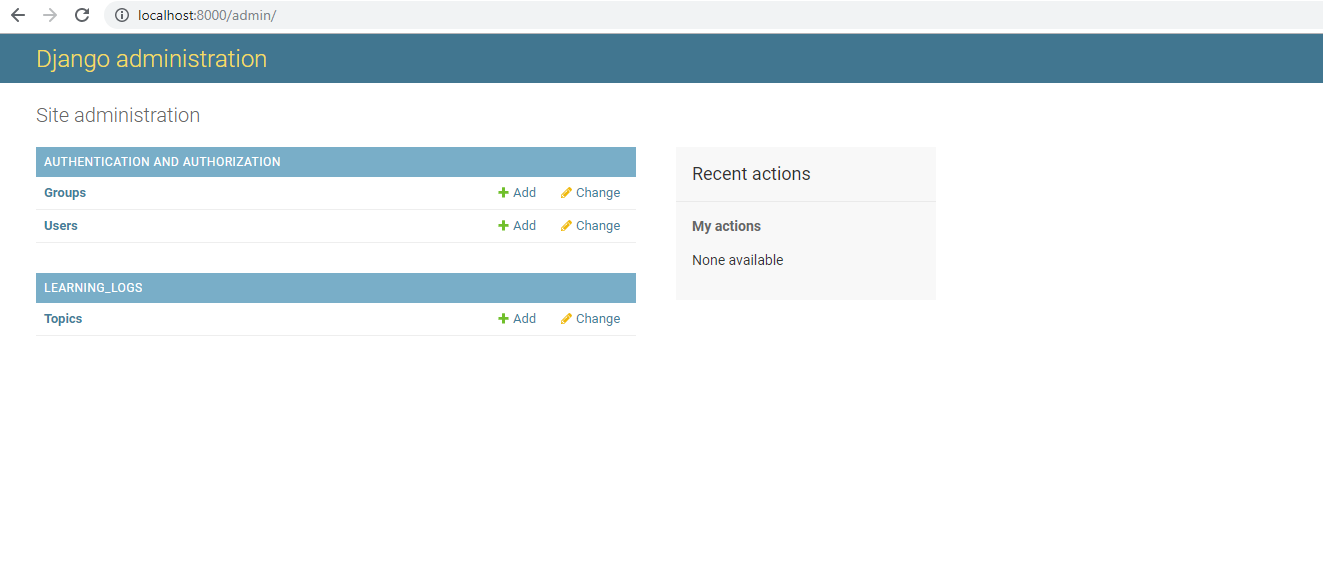 localhost:8000/admin/
Django administration
Site administration
AUTHENTICATION AND AUTHORIZATION
Groups Add Change
Users Add Change
LEARNING_LOGS
Topics Add Change
Recent actions
My actions
None available